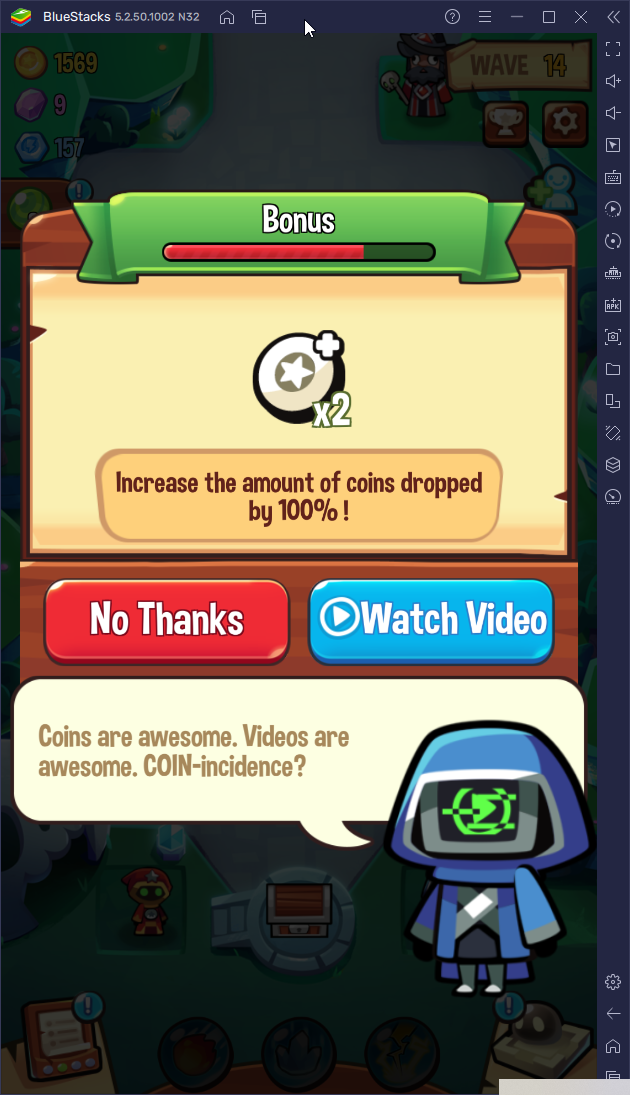 BlueStacks 5.2.50.1002 N32
1569
WAVE 14
9
157
Bonus
x2
Increase the amount of coins dropped
by 100% !
No Thanks
Watch Video
Coins are awesome. Videos are
awesome. COIN-incidence?